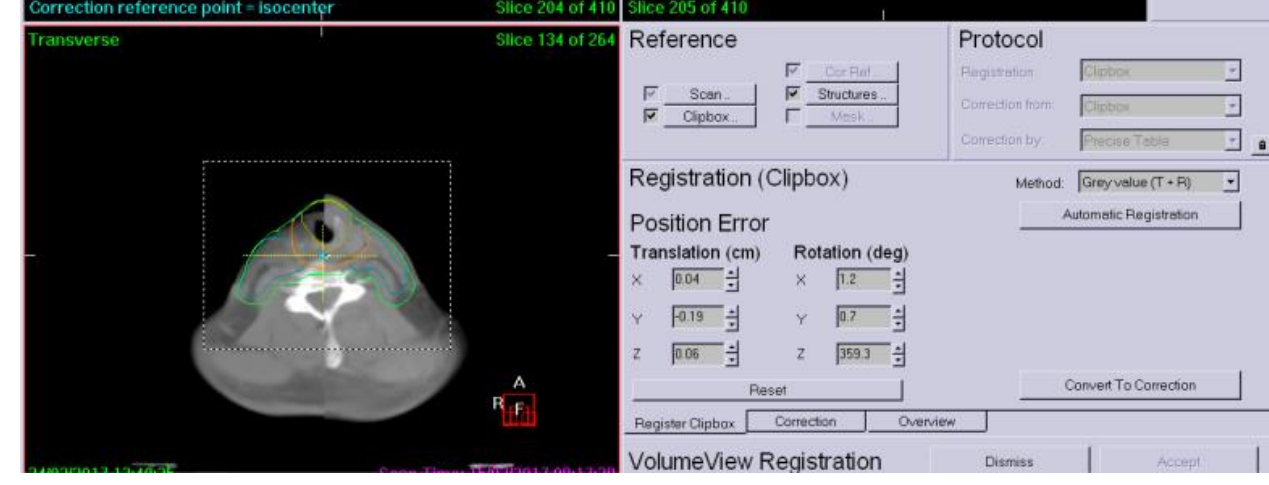 Correction reference point = isocenter
Slice 204 of 410
Slice 205 of 410
Transverse
Slice 134 of 264
A
R
F
Reference
Cor Ref..
Scan..
Structures..
Clipbox..
Mask..
Protocol
Registration:
Clipbox
Correction from:
Clipbox
Correction by:
Precise Table
Registration (Clipbox)
Method:
Grey value (T + R)
Automatic Registration
Position Error
Translation (cm)
Rotation (deg)
X 0.04
X 1.2
Y -0.19
Y 0.7
Z 0.06
Z 359.3
Reset
Convert To Correction
Register Clipbox
Correction
Overview
VolumeView Registration
Dismiss
Accept